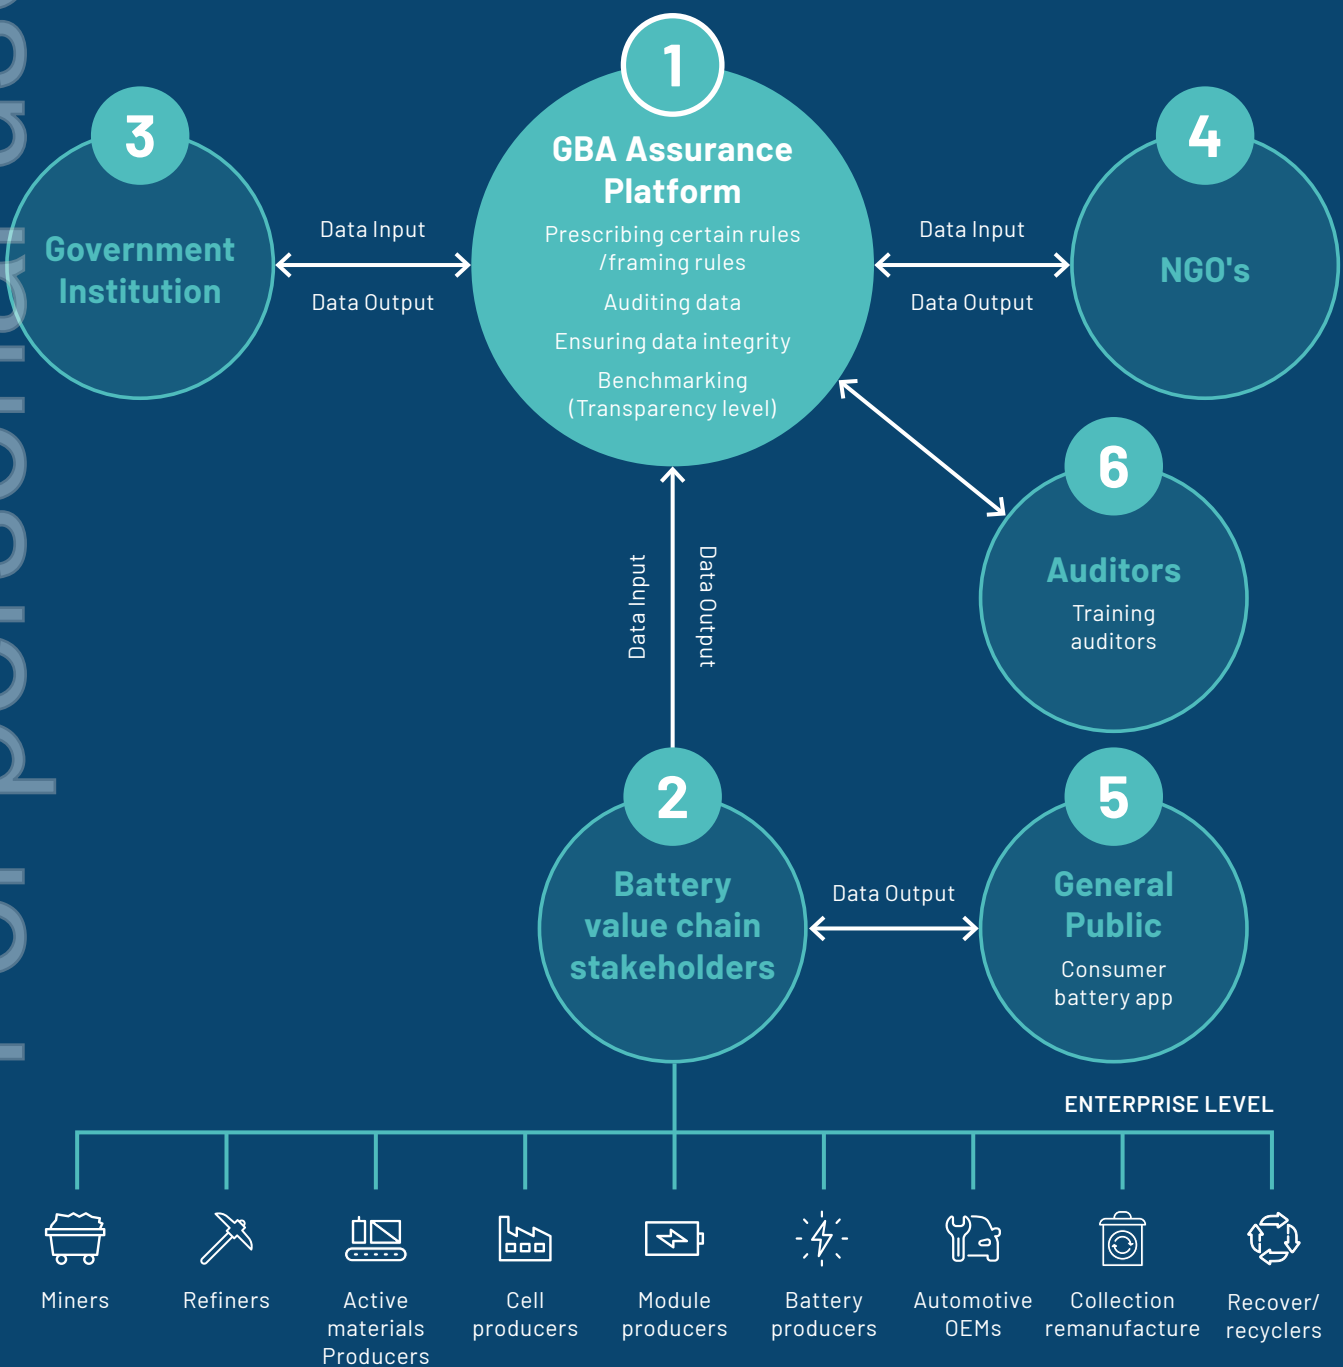 1
GBA Assurance
Platform
Prescribing certain rules
/framing rules
Auditing data
Ensuring data integrity
Benchmarking
(Transparency level)
3
Government
Institution
Data Input
Data Output
4
NGO's
Data Input
Data Output
6
Auditors
Training
auditors
Data Input
Data Output
2
Battery
value chain
stakeholders
Data Output
5
General
Public
Consumer
battery app
ENTERPRISE LEVEL
Miners
Refiners
Active
materials
Producers
Cell
producers
Module
producers
Battery
producers
Automotive
OEMs
Collection
remanufacture
Recover/
recyclers
For personal